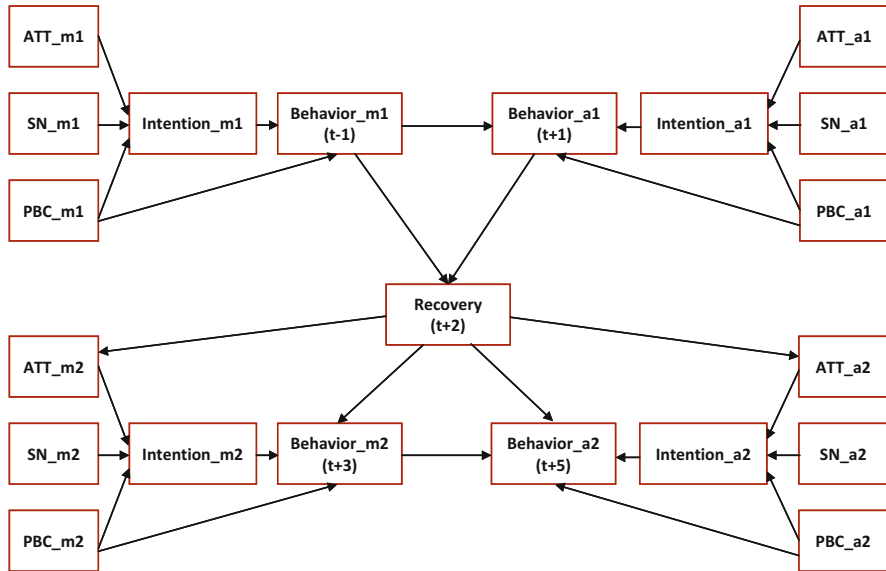 ATT_m1
ATT_a1
SN_m1
Intention_m1
Behavior_m1
(t-1)
Behavior_a1
(t+1)
Intention_a1
SN_a1
PBC_m1
PBC_a1
Recovery
(t+2)
ATT_m2
ATT_a2
SN_m2
Intention_m2
Behavior_m2
(t+3)
Behavior_a2
(t+5)
Intention_a2
SN_a2
PBC_m2
PBC_a2